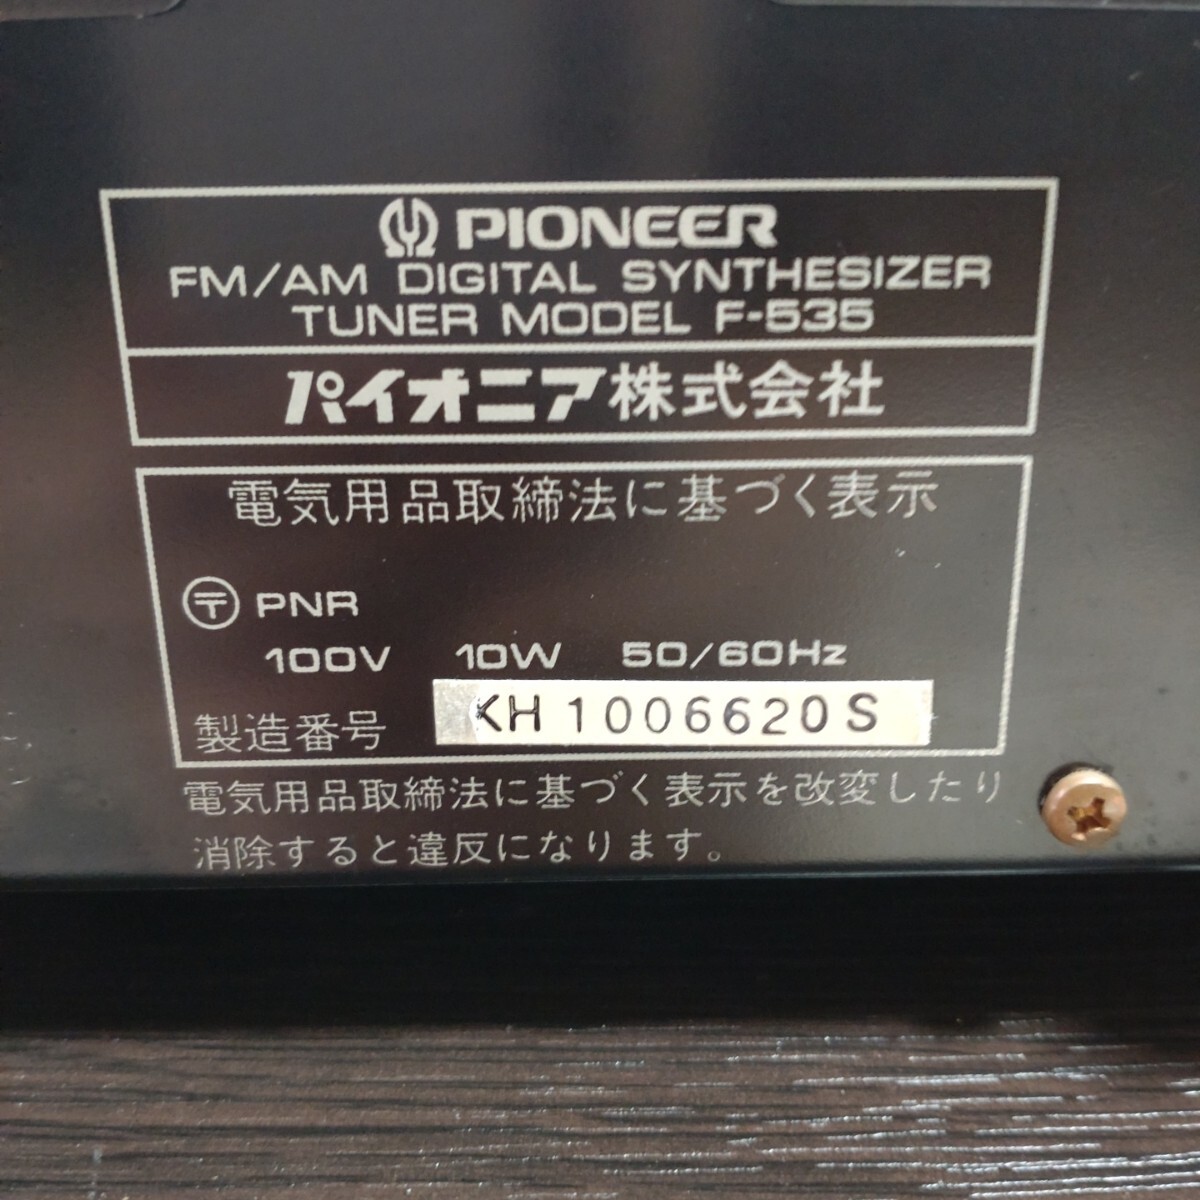 PIONEER
FM/AM DIGITAL SYNTHESIZER
TUNER MODEL F-535
パイオニア株式会社
電気用品取締法に基づく表示
〒 PNR
100V 10W 50/60Hz
製造番号 KH1006620S
電気用品取締法に基づく表示を改変したり
消除すると違反になります。